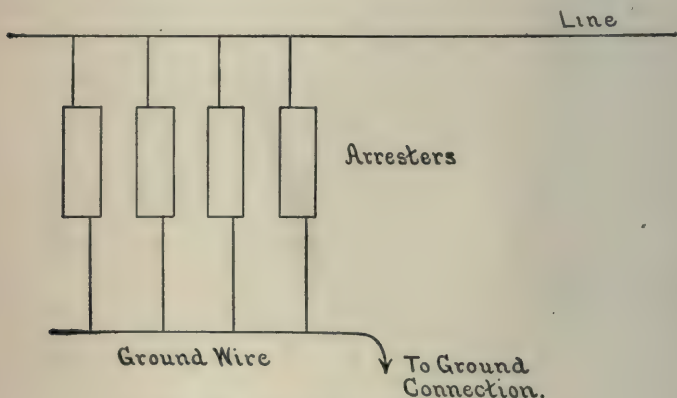 Line
Arresters
Ground Wire
To Ground
Connection.